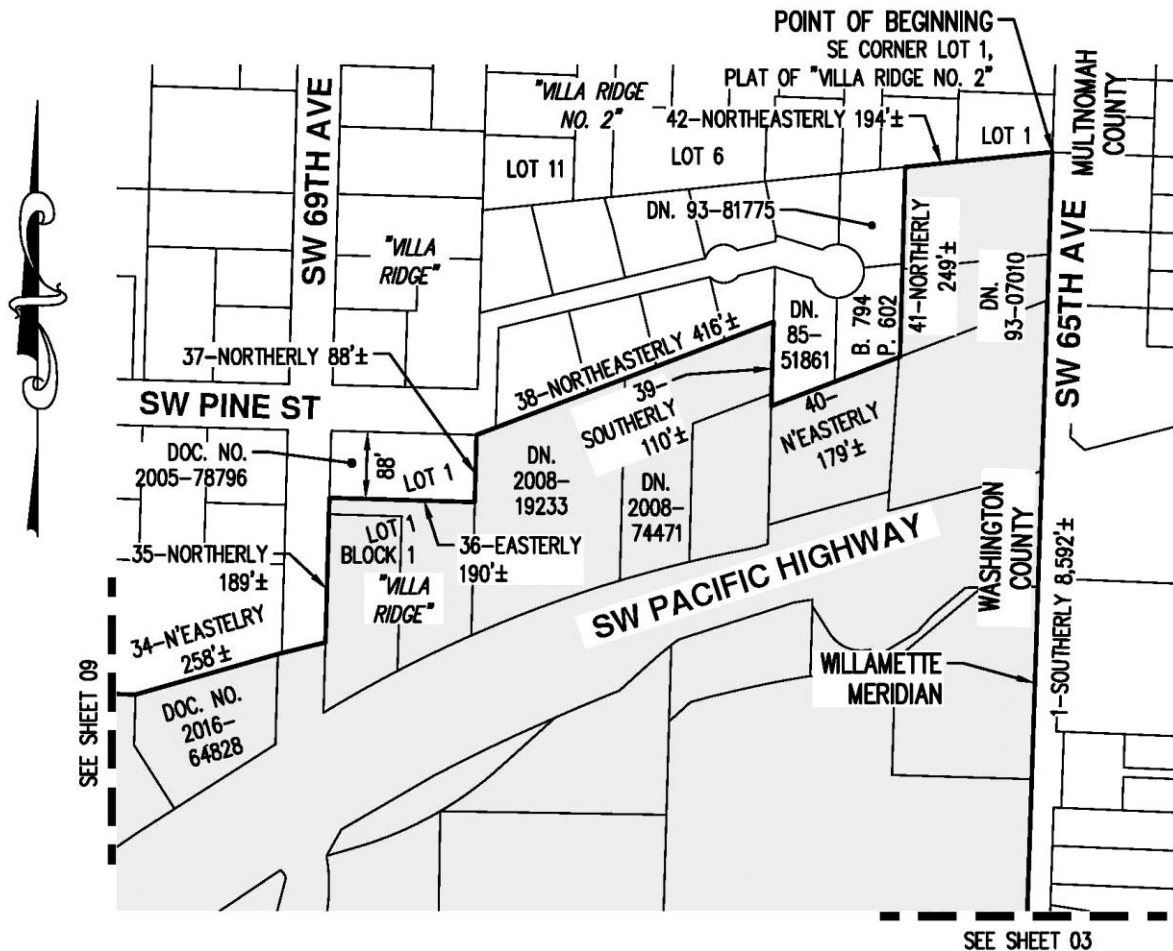 POINT OF BEGINNING
SE CORNER LOT 1,
PLAT OF "VILLA RIDGE NO. 2"
"VILLA RIDGE
NO. 2"
42-NORTHEASTERLY 194'±
LOT 1
MULTNOMAH
COUNTY
SW 69TH AVE
LOT 11
LOT 6
DN. 93-81775
"VILLA
RIDGE"
41-NORTHERLY
249'±
DN.
93-07010
SW 65TH AVE
DN.
85-
51861
B. 794
P. 602
37-NORTHERLY 88'±
38-NORTHEASTERLY 416'±
39-
SOUTHERLY
110'±
40-
N'EASTERLY
179'±
SW PINE ST
DOC. NO.
2005-78796
88'
LOT 1
DN.
2008-
19233
DN.
2008-
74471
LOT 1
BLOCK 1
36-EASTERLY
190'±
35-NORTHERLY
189'±
"VILLA
RIDGE"
SW PACIFIC HIGHWAY
WASHINGTON
COUNTY
1-SOUTHERLY 8,592'±
34-N'EASTELRY
258'±
WILLAMETTE
MERIDIAN
DOC. NO.
2016-
64828
SEE SHEET 09
SEE SHEET 03